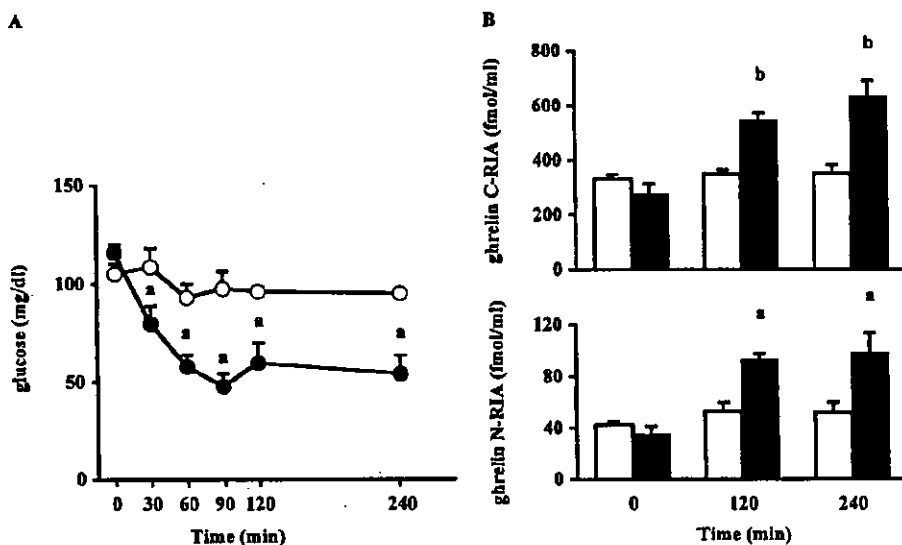 A
glucose (mg/dl)
150
100
50
0
a
a
a
a
a
0 30 60 90 120 240
Time (min)
B
ghrelin C-RIA (fmol/ml)
800
600
400
200
0
b
b
ghrelin N-RIA (fmol/ml)
120
80
40
0
a
a
0 120 240
Time (min)